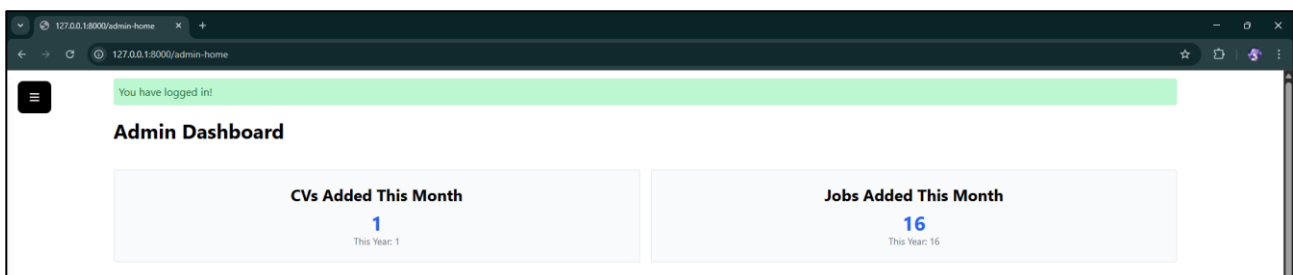 127.0.0.1:8000/admin-home
127.0.0.1:8000/admin-home
You have logged in!
Admin Dashboard
CVs Added This Month
1
This Year: 1
Jobs Added This Month
16
This Year: 16